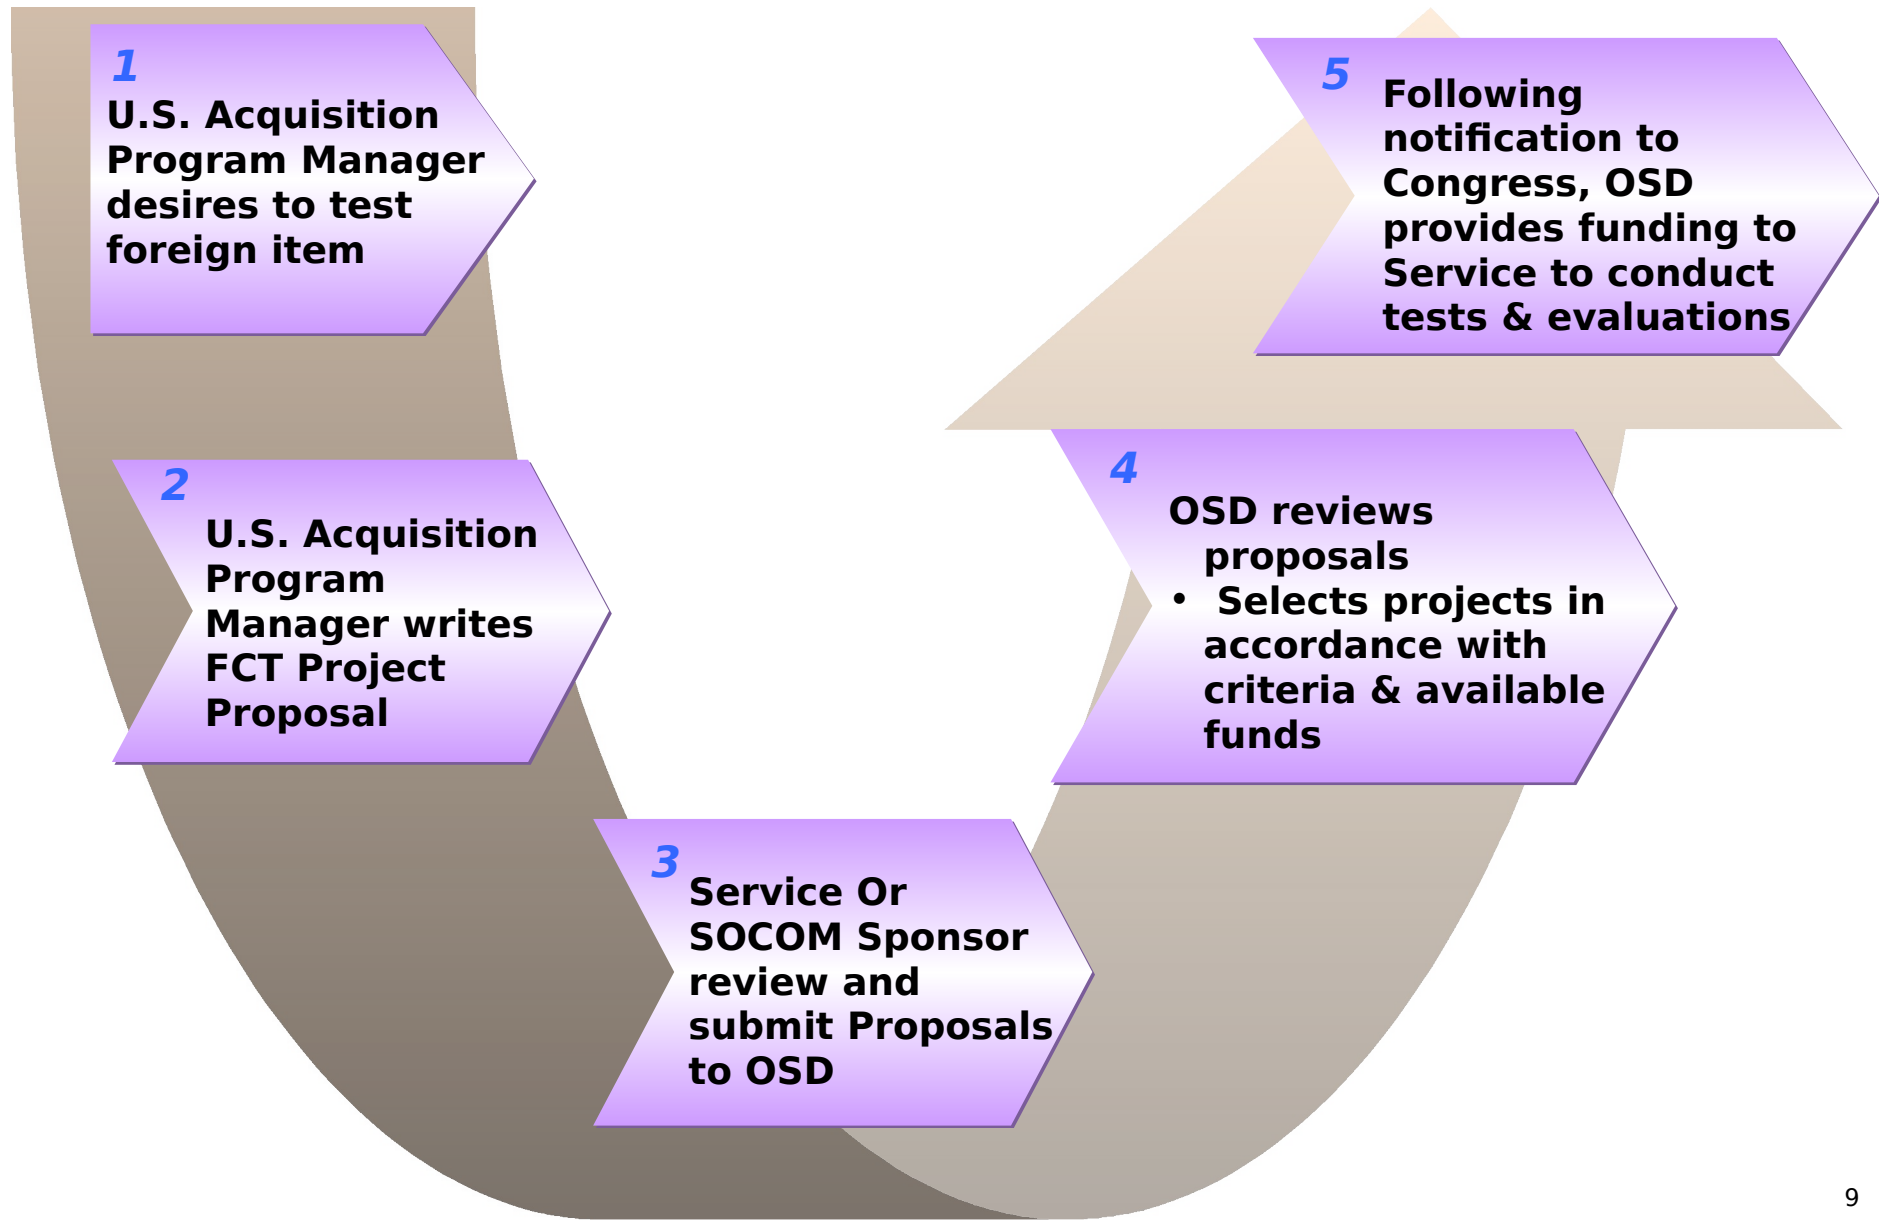 1
U.S. Acquisition
Program Manager
desires to test
foreign item
2
U.S. Acquisition
Program
Manager writes
FCT Project
Proposal
3
Service Or
SOCOM Sponsor
review and
submit Proposals
to OSD
4
OSD reviews
proposals
• Selects projects in
accordance with
criteria & available
funds
5
Following
notification to
Congress, OSD
provides funding to
Service to conduct
tests & evaluations
9